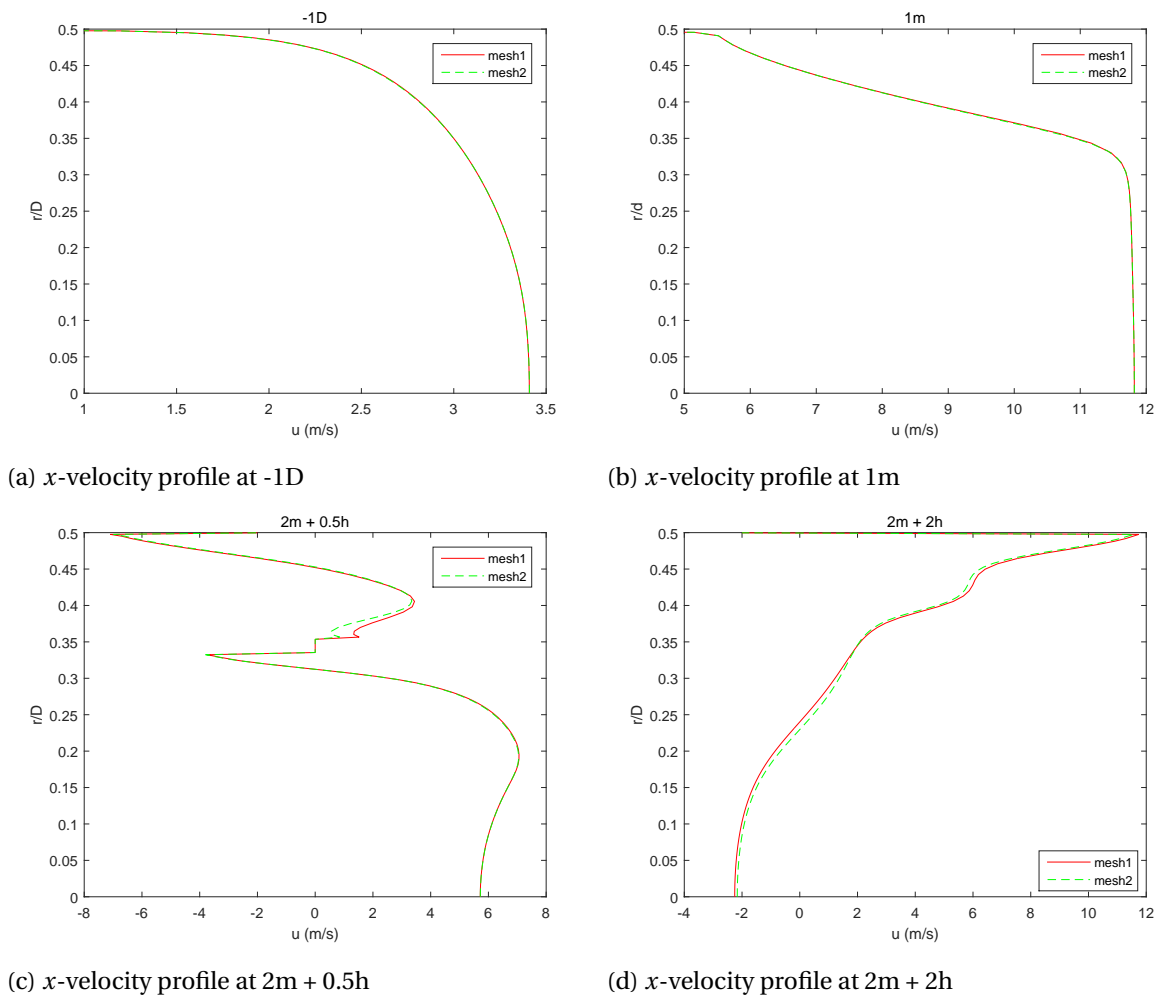 -1D
0.5
0.45
0.4
0.35
0.3
0.25
0.2
0.15
0.1
0.05
0
r/D
mesh1
mesh2
1 1.5 2 2.5 3 3.5
u (m/s)
(a) x-velocity profile at -1D
1m
0.5
0.45
0.4
0.35
0.3
0.25
0.2
0.15
0.1
0.05
0
r/d
mesh1
mesh2
5 6 7 8 9 10 11 12
u (m/s)
(b) x-velocity profile at 1m
2m + 0.5h
0.5
0.45
0.4
0.35
0.3
0.25
0.2
0.15
0.1
0.05
0
r/D
mesh1
mesh2
-8 -6 -4 -2 0 2 4 6 8
u (m/s)
(c) x-velocity profile at 2m + 0.5h
2m + 2h
0.5
0.45
0.4
0.35
0.3
0.25
0.2
0.15
0.1
0.05
0
r/D
mesh1
mesh2
-4 -2 0 2 4 6 8 10 12
u (m/s)
(d) x-velocity profile at 2m + 2h